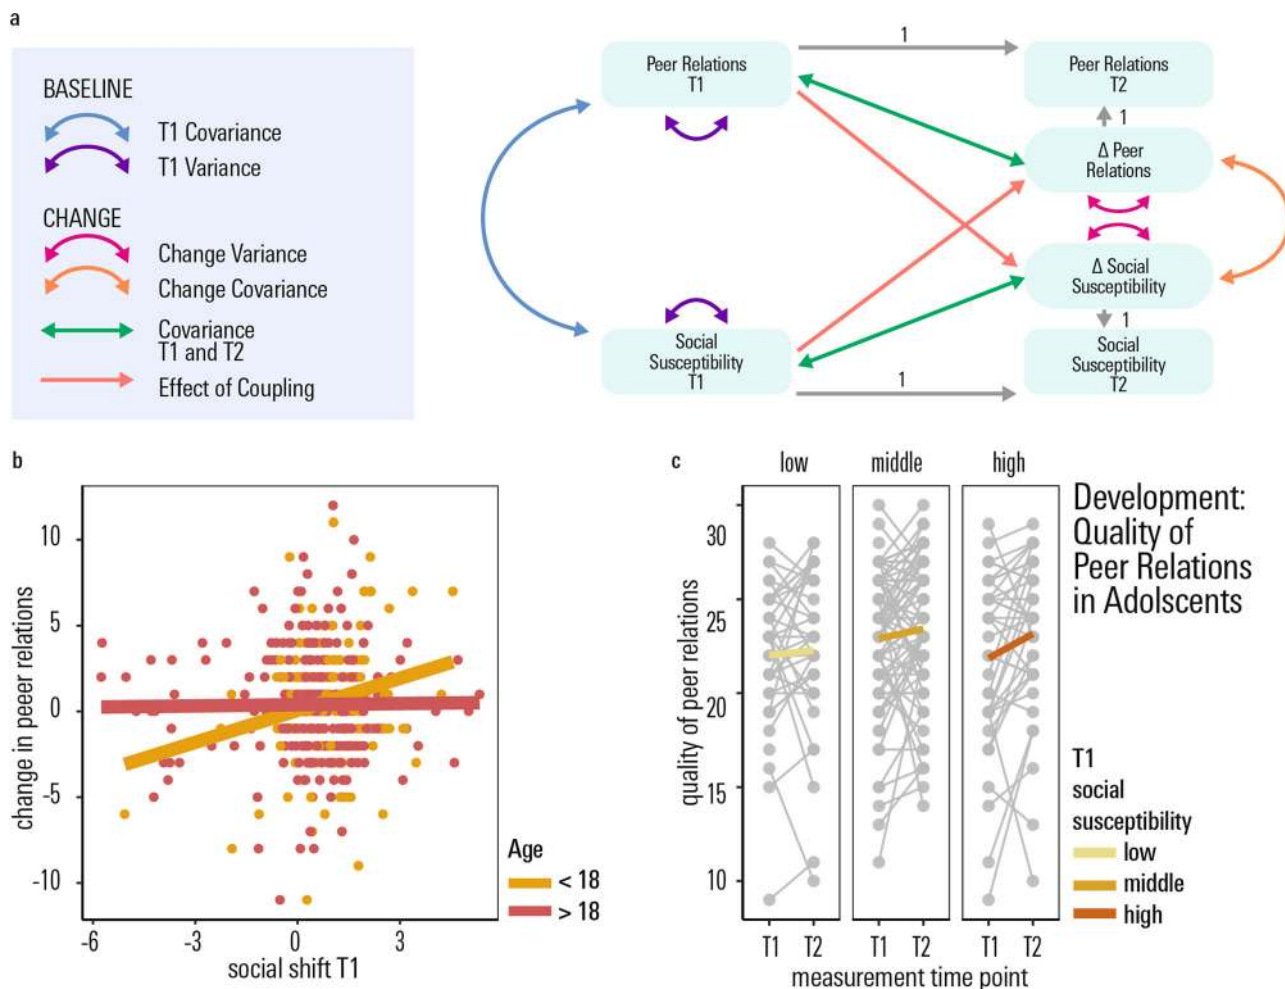 a
BASELINE
T1 Covariance
T1 Variance
CHANGE
Change Variance
Change Covariance
Covariance
T1 and T2
Effect of Coupling
Peer Relations
T1
1
Peer Relations
T2
1
Δ Peer
Relations
Δ Social
Susceptibility
1
Social
Susceptibility
T1
1
Social
Susceptibility
T2
b
change in peer relations
10
5
0
-5
-10
-6
-3
0
3
social shift T1
Age
< 18
> 18
c
low
middle
high
quality of peer relations
30
25
20
15
10
T1
T2
T1
T2
T1
T2
measurement time point
Development:
Quality of
Peer Relations
in Adolscents
T1
social
susceptibility
low
middle
high